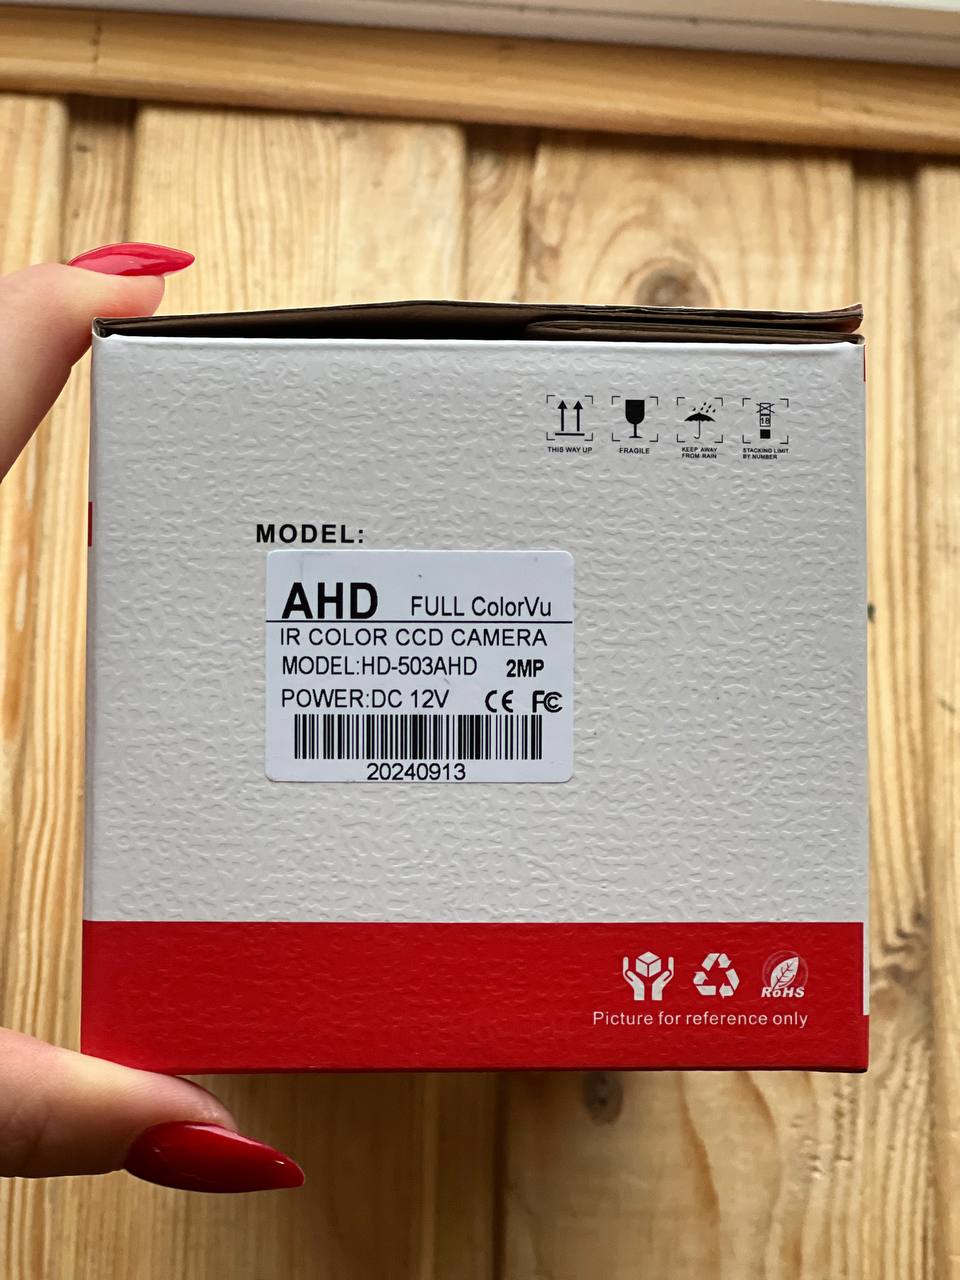 THIS WAY UP
FRAGILE
KEEP AWAY
FROM RAIN
18
STACKING LIMIT
BY NUMBER
MODEL:
AHD FULL ColorVu
IR COLOR CCD CAMERA
MODEL:HD-503AHD 2MP
POWER:DC 12V CE FC
20240913
RoHS
Picture for reference only